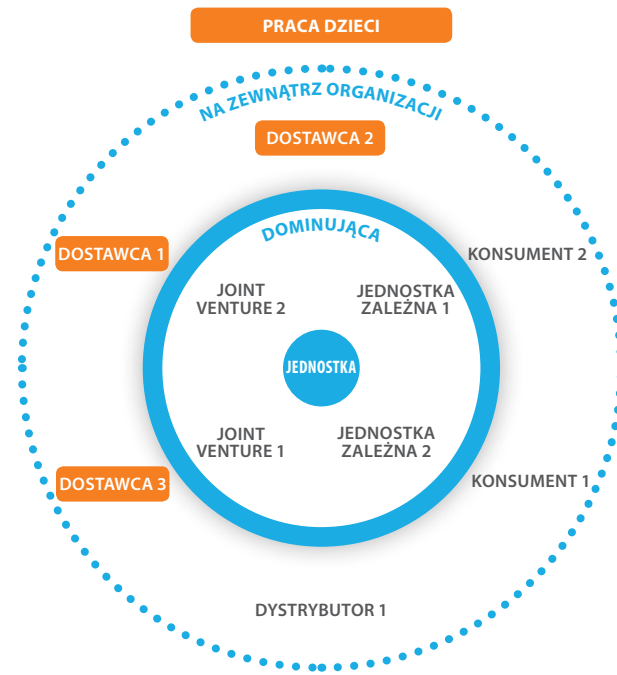 PRACA DZIECI
NA ZEWNĄTRZ ORGANIZACJI
DOSTAWCA 2
DOMINUJĄCA
DOSTAWCA 1
KONSUMENT 2
JOINT
VENTURE 2
JEDNOSTKA
ZALEŻNA 1
JEDNOSTKA
JOINT
VENTURE 1
JEDNOSTKA
ZALEŻNA 2
DOSTAWCA 3
KONSUMENT 1
DYSTRYBUTOR 1